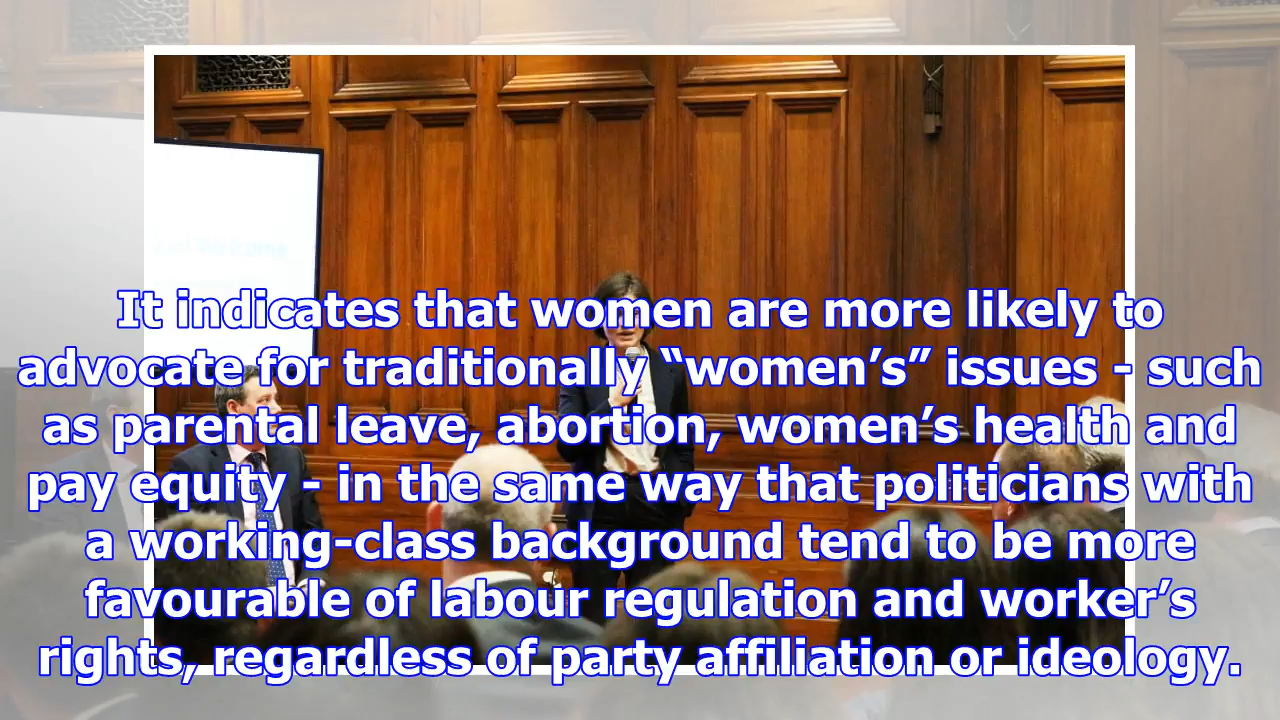 It indicates that women are more likely to
advocate for traditionally “women’s” issues - such
as parental leave, abortion, women’s health and
pay equity - in the same way that politicians with
a working-class background tend to be more
favourable of labour regulation and worker’s
rights, regardless of party affiliation or ideology.